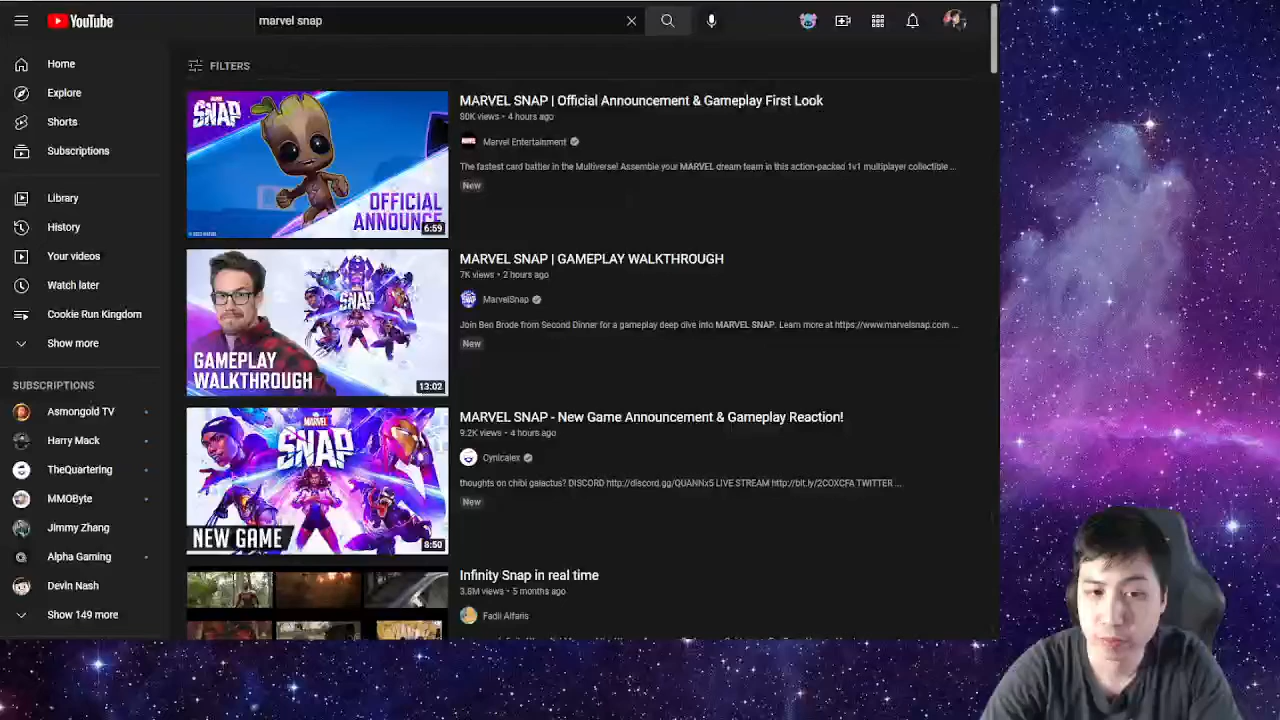 YouTube
marvel snap
Home
Explore
Shorts
Subscriptions
Library
History
Your videos
Watch later
Cookie Run Kingdom
Show more
SUBSCRIPTIONS
Asmongold TV
Harry Mack
TheQuartering
MMOByte
Jimmy Zhang
Alpha Gaming
Devin Nash
Show 149 more
FILTERS
MARVEL
SNAP
OFFICIAL
ANNOUNCE
6:59
MARVEL SNAP | Official Announcement & Gameplay First Look
90K views • 4 hours ago
Marvel Entertainment
The fastest card battler in the Multiverse! Assemble your MARVEL dream team in this action-packed 1v1 multiplayer collectible ...
New
SNAP
GAMEPLAY
WALKTHROUGH
13:02
MARVEL SNAP | GAMEPLAY WALKTHROUGH
7K views • 2 hours ago
MarvelSnap
Join Ben Brode from Second Dinner for a gameplay deep dive into MARVEL SNAP. Learn more at https://www.marvelsnap.com ...
New
MARVEL
SNAP
NEW GAME
8:50
MARVEL SNAP - New Game Announcement & Gameplay Reaction!
9.2K views • 4 hours ago
Cynicalex
thoughts on chibi galactus? DISCORD http://discord.gg/QUANNx5 LIVE STREAM http://bit.ly/2COXCFA TWITTER ...
New
Infinity Snap in real time
3.8M views • 5 months ago
Fadil Alfaris